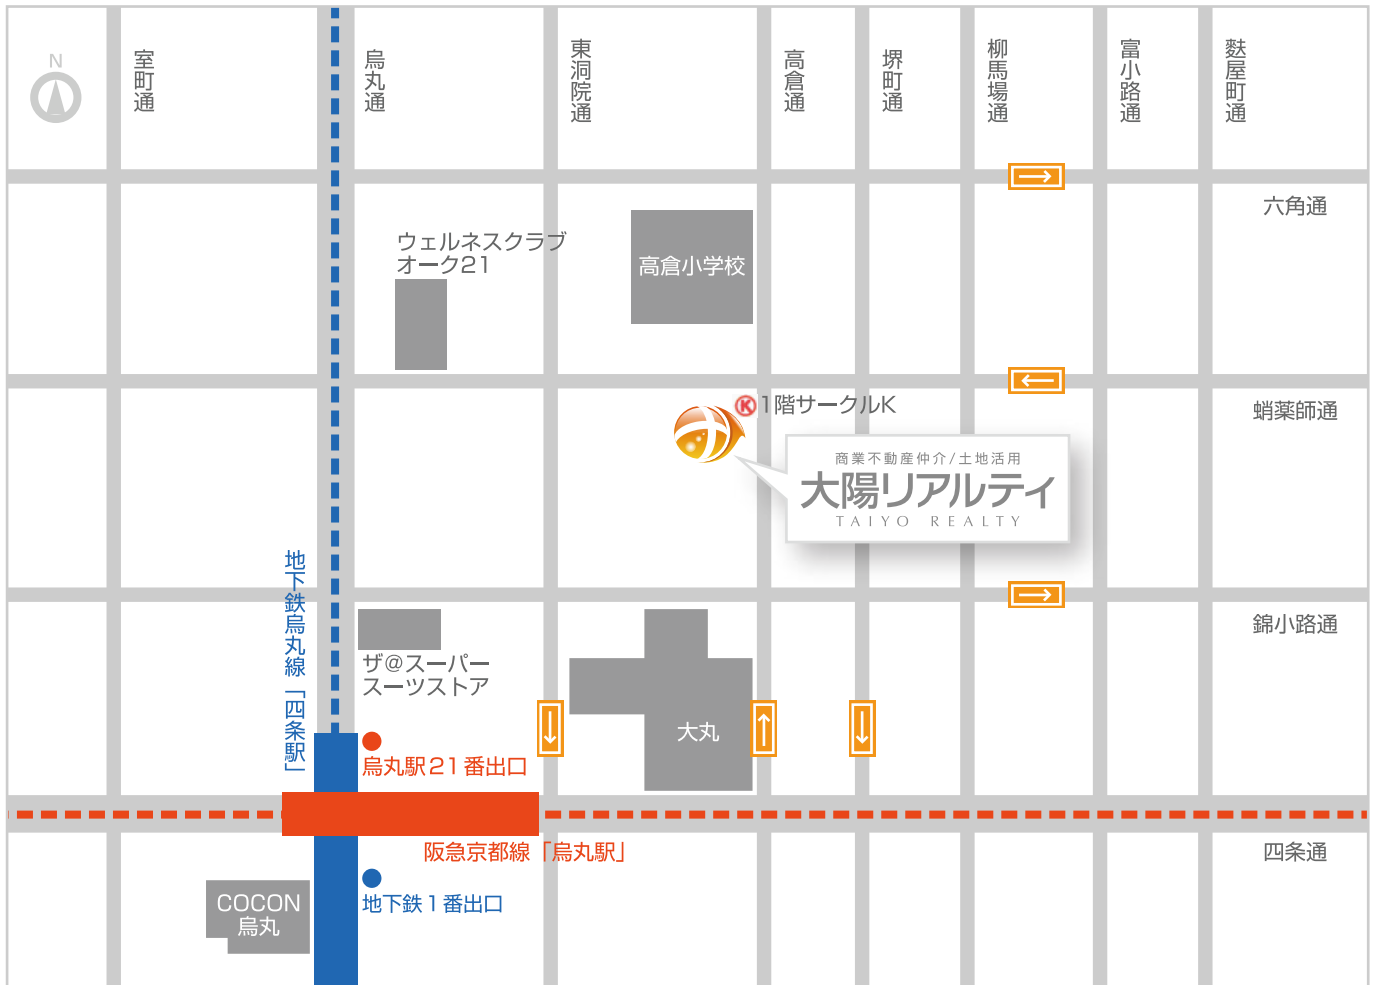 N
室町通
烏丸通
東洞院通
高倉通
堺町通
柳馬場通
富小路通
麩屋町通
六角通
ウェルネスクラブ
オーク21
高倉小学校
K
1階サークルK
蛸薬師通
商業不動産仲介/土地活用
大陽リアルティ
TAIYO REALTY
地下鉄烏丸線「四条駅」
錦小路通
ザ@スーパー
スーツストア
大丸
烏丸駅21番出口
阪急京都線「烏丸駅」
四条通
COCON
烏丸
地下鉄1番出口